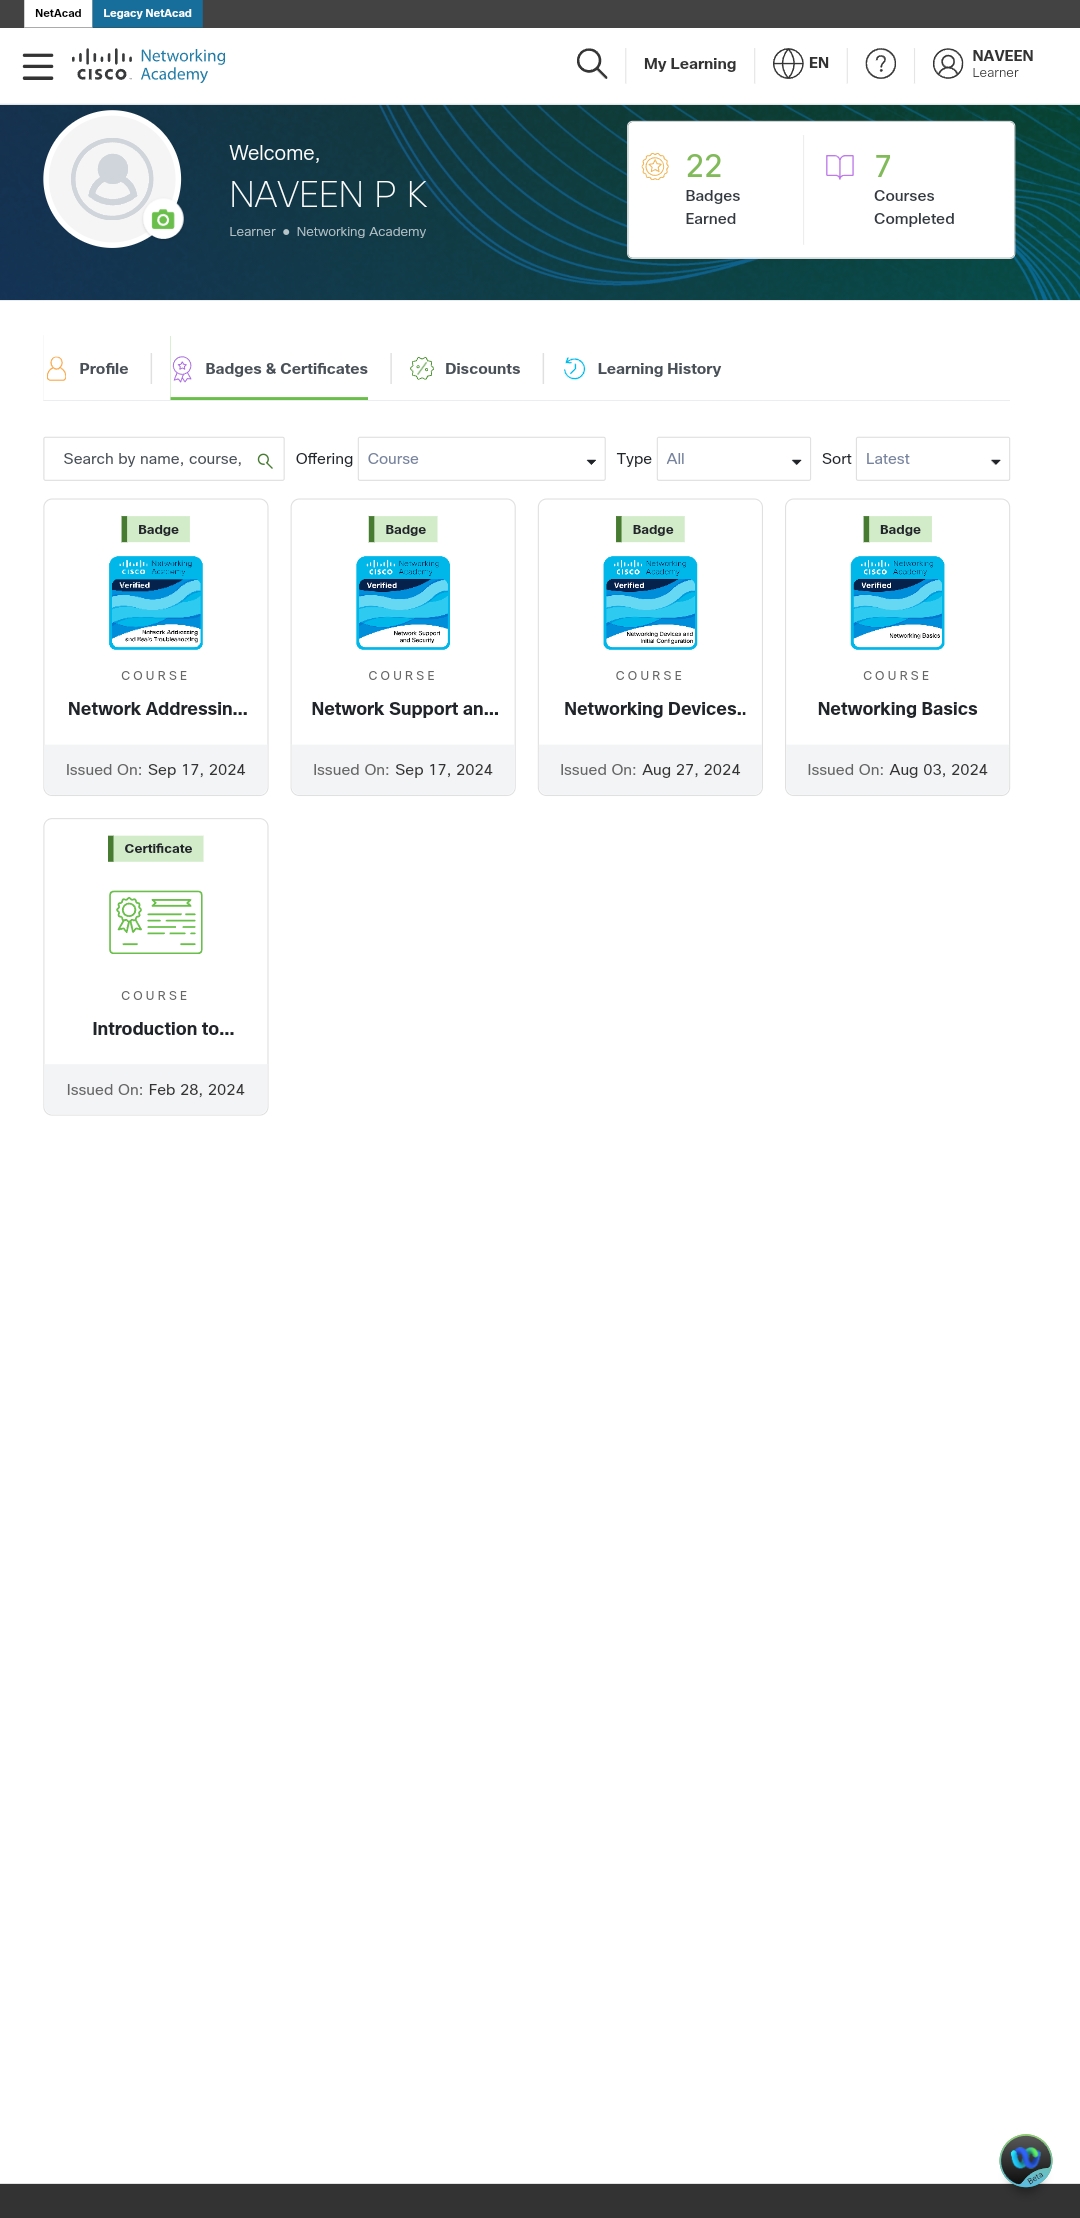 NetAcad Legacy NetAcad
CISCO Networking Academy
My Learning EN ? NAVEEN
Learner
Welcome,
NAVEEN P K
Learner ● Networking Academy
22
Badges
Earned
7
Courses
Completed
Profile Badges & Certificates Discounts Learning History
Search by name, course, Offering Course Type All Sort Latest
Badge
CISCO Networking Academy
Verified
Network Addressing
and Basic Troubleshooting
COURSE
Network Addressin...
Issued On: Sep 17, 2024
Badge
CISCO Networking Academy
Verified
Network Support
and Security
COURSE
Network Support an...
Issued On: Sep 17, 2024
Badge
CISCO Networking Academy
Verified
Networking Devices and
Initial Configuration
COURSE
Networking Devices..
Issued On: Aug 27, 2024
Badge
CISCO Networking Academy
Verified
Networking Basics
COURSE
Networking Basics
Issued On: Aug 03, 2024
Certificate
COURSE
Introduction to...
Issued On: Feb 28, 2024
Beta